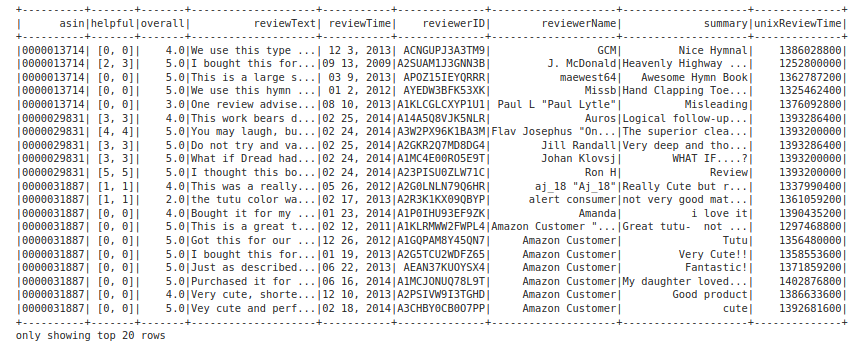 +----------+-------+-------+--------------------+-----------+--------------+--------------------+--------------------+--------------+
|      asin|helpful|overall|          reviewText| reviewTime|    reviewerID|        reviewerName|             summary|unixReviewTime|
+----------+-------+-------+--------------------+-----------+--------------+--------------------+--------------------+--------------+
|0000013714| [0, 0]|    4.0|We use this type ...| 12 3, 2013| ACNGUPJ3A3TM9|                 GCM|         Nice Hymnal|    1386028800|
|0000013714| [2, 3]|    5.0|I bought this for...|09 13, 2009|A2SUAM1J3GNN3B|         J. McDonald|Heavenly Highway ...|    1252800000|
|0000013714| [0, 0]|    5.0|This is a large s...| 03 9, 2013| APOZ15IEYQRRR|           maewest64|   Awesome Hymn Book|    1362787200|
|0000013714| [0, 0]|    5.0|We use this hymn ...| 01 2, 2012| AYEDW3BFK53XK|               Missb|Hand Clapping Toe...|    1325462400|
|0000013714| [0, 0]|    3.0|One review advise...|08 10, 2013|A1KLCGLCXYP1U1| Paul L "Paul Lytle"|          Misleading|    1376092800|
|0000029831| [3, 3]|    4.0|This work bears d...|02 25, 2014|A14A5Q8VJK5NLR|               Auros|Logical follow-up...|    1393286400|
|0000029831| [4, 4]|    5.0|You may laugh, bu...|02 24, 2014|A3W2PX96K1BA3M|Flav Josephus "On...|The superior clea...|    1393200000|
|0000029831| [3, 3]|    5.0|Do not try and va...|02 25, 2014|A2GKR2Q7MD8DG4|        Jill Randall|Very deep and tho...|    1393286400|
|0000029831| [3, 3]|    5.0|What if Dread had...|02 24, 2014|A1MC4E00RO5E9T|       Johan Klovsj|         WHAT IF....?|    1393200000|
|0000029831| [5, 5]|    5.0|I thought this bo...|02 24, 2014|A23PISU0ZLW71C|               Ron H|              Review|    1393200000|
|0000031887| [1, 1]|    4.0|This was a really...|05 26, 2012|A2G0LNLN79Q6HR|       aj_18 "Aj_18"|Really Cute but r...|    1337990400|
|0000031887| [1, 1]|    2.0|the tutu color wa...|02 17, 2013|A2R3K1KX09QBYP|      alert consumer|not very good mat...|    1361059200|
|0000031887| [0, 0]|    4.0|Bought it for my ...|01 23, 2014|A1P0IHU93EF9ZK|              Amanda|           i love it|    1390435200|
|0000031887| [0, 0]|    5.0|This is a great t...|02 12, 2011|A1KLRMWW2FWPL4|Amazon Customer "...|Great tutu-  not ...|    1297468800|
|0000031887| [0, 0]|    5.0|Got this for our ...|12 26, 2012|A1GQPAM8Y45QN7|     Amazon Customer|                Tutu|    1356480000|
|0000031887| [0, 0]|    5.0|I bought this for...|01 19, 2013|A2G5TCU2WDFZ65|     Amazon Customer|         Very Cute!!|    1358553600|
|0000031887| [0, 0]|    5.0|Just as described...|06 22, 2013| AEAN37KUOYSX4|     Amazon Customer|          Fantastic!|    1371859200|
|0000031887| [0, 0]|    5.0|Purchased it for ...|06 16, 2014|A1MCJONUQ78L9T|     Amazon Customer|My daughter loved...|    1402876800|
|0000031887| [0, 0]|    4.0|Very cute, shorte...|12 10, 2013|A2PSIVW9I3TGHD|     Amazon Customer|        Good product|    1386633600|
|0000031887| [0, 0]|    5.0|Vey cute and perf...|02 18, 2014|A3CHBY0CB0O7PP|     Amazon Customer|                cute|    1392681600|
+----------+-------+-------+--------------------+-----------+--------------+--------------------+--------------------+--------------+
only showing top 20 rows